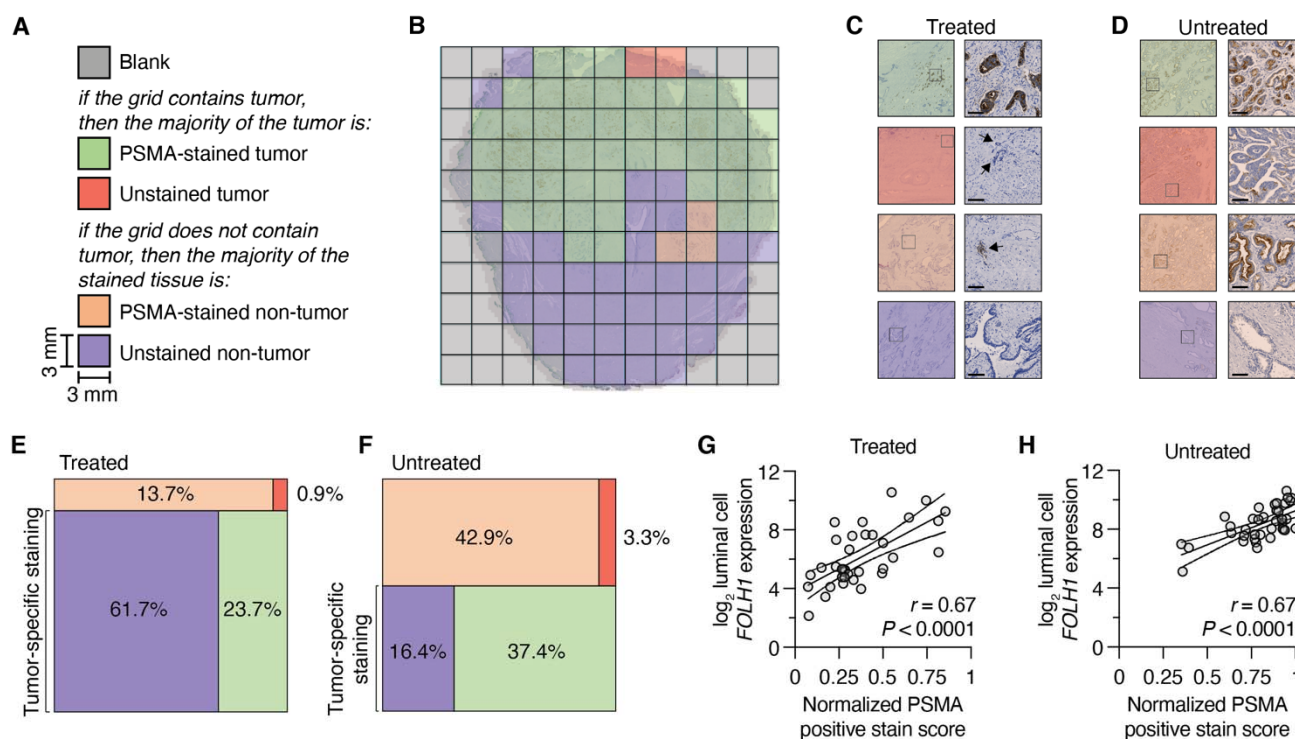 A
Blank
if the grid contains tumor,
then the majority of the tumor is:
PSMA-stained tumor
Unstained tumor
if the grid does not contain
tumor, then the majority of the
stained tissue is:
PSMA-stained non-tumor
Unstained non-tumor
3 mm
3 mm
B
C
Treated
D
Untreated
E
Treated
13.7%
0.9%
61.7%
23.7%
Tumor-specific staining
F
Untreated
42.9%
3.3%
16.4%
37.4%
Tumor-specific
staining
G
Treated
log2 luminal cell
FOLH1 expression
12
8
4
0
r = 0.67
P < 0.0001
0
0.25
0.5
0.75
1
Normalized PSMA
positive stain score
H
Untreated
log2 luminal cell
FOLH1 expression
12
8
4
0
r = 0.67
P < 0.0001
0
0.25
0.5
0.75
1
Normalized PSMA
positive stain score